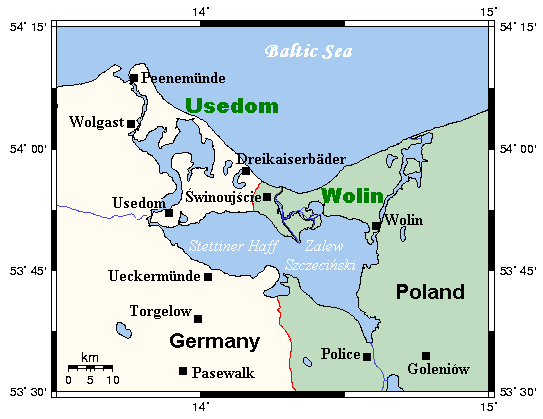 14° 15°
54° 15' 54° 15'
Baltic Sea
Peenemünde
Usedom
Wolgast
54° 00' 54° 00'
Dreikaiserbäder
Usedom Świnoujście Wolin
Wolin
Stettiner Haff Zalew
Szczeciński
53° 45' 53° 45'
Ueckermünde
Poland
Torgelow
Germany
km
Police
Goleniów
0 5 10
Pasewalk
53° 30' 53° 30'
14° 15°